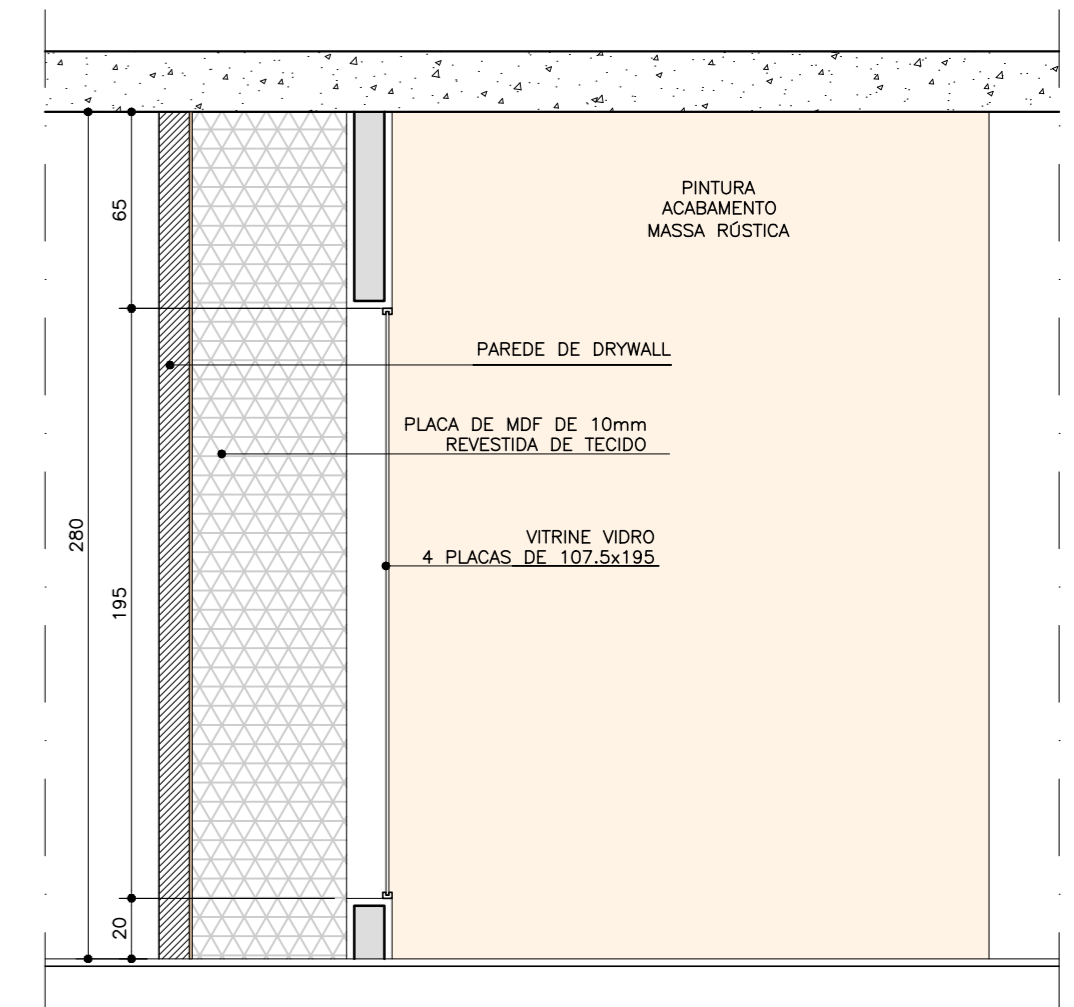 PINTURA
ACABAMENTO
MASSA RÚSTICA
65
PAREDE DE DRYWALL
PLACA DE MDF DE 10mm
REVESTIDA DE TECIDO
280
VITRINE VIDRO
4 PLACAS DE 107.5x195
195
20